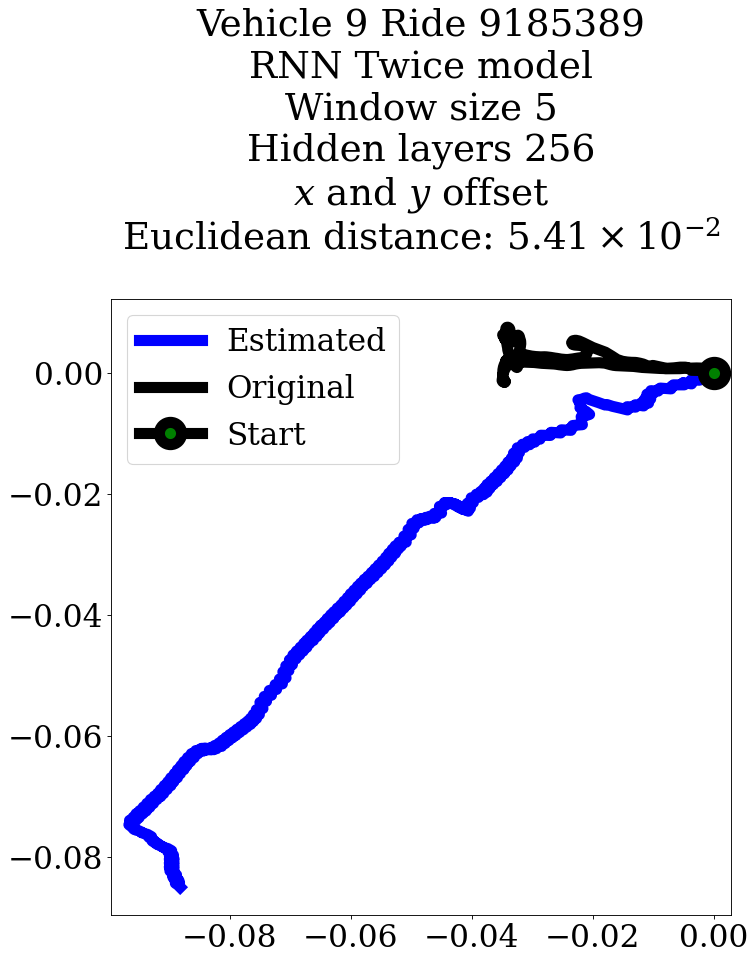 Vehicle 9 Ride 9185389
RNN Twice model
Window size 5
Hidden layers 256
x and y offset
Euclidean distance: 5.41 × 10⁻²
Estimated
Original
Start
0.00
−0.02
−0.04
−0.06
−0.08
−0.08 −0.06 −0.04 −0.02 0.00